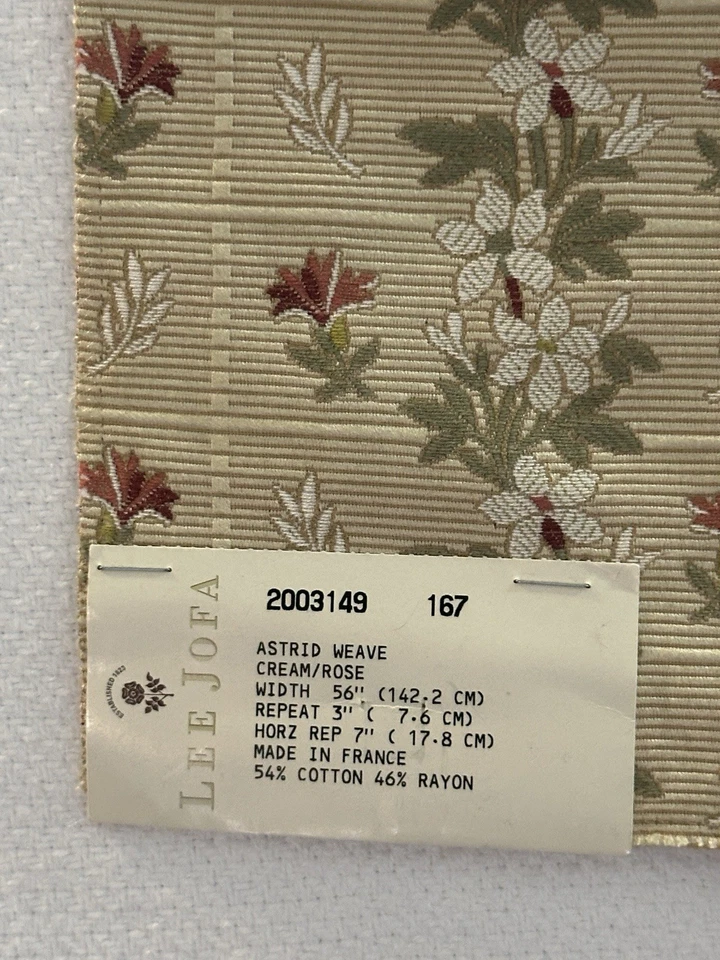 2003149 167
LEE JOFA
ESTABLISHED 1823
ASTRID WEAVE
CREAM/ROSE
WIDTH 56" (142.2 CM)
REPEAT 3" ( 7.6 CM)
HORZ REP 7" ( 17.8 CM)
MADE IN FRANCE
54% COTTON 46% RAYON